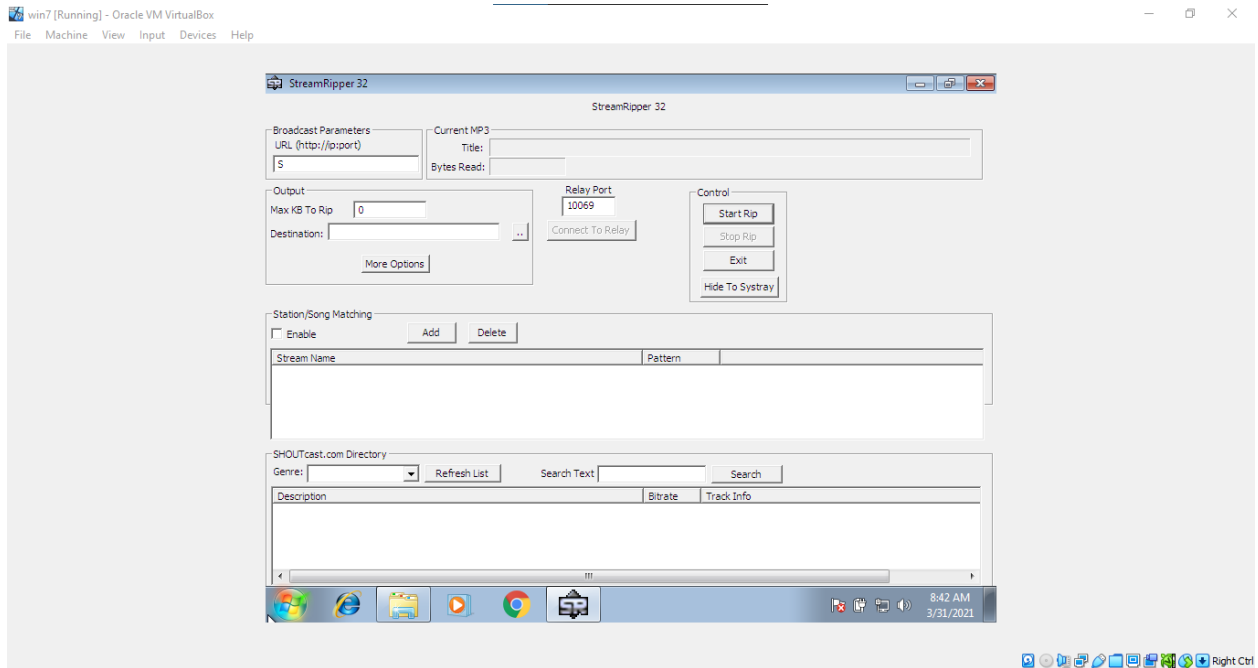 win7 [Running] - Oracle VM VirtualBox
File Machine View Input Devices Help
StreamRipper 32
StreamRipper 32
Broadcast Parameters
URL (http://ip:port)
S
Current MP3
Title:
Bytes Read:
Output
Max KB To Rip 0
Destination: ..
More Options
Relay Port
10069
Connect To Relay
Control
Start Rip
Stop Rip
Exit
Hide To Systray
Station/Song Matching
Enable Add Delete
Stream Name Pattern
SHOUTcast.com Directory
Genre: Refresh List Search Text Search
Description Bitrate Track Info
8:42 AM
3/31/2021
Right Ctrl